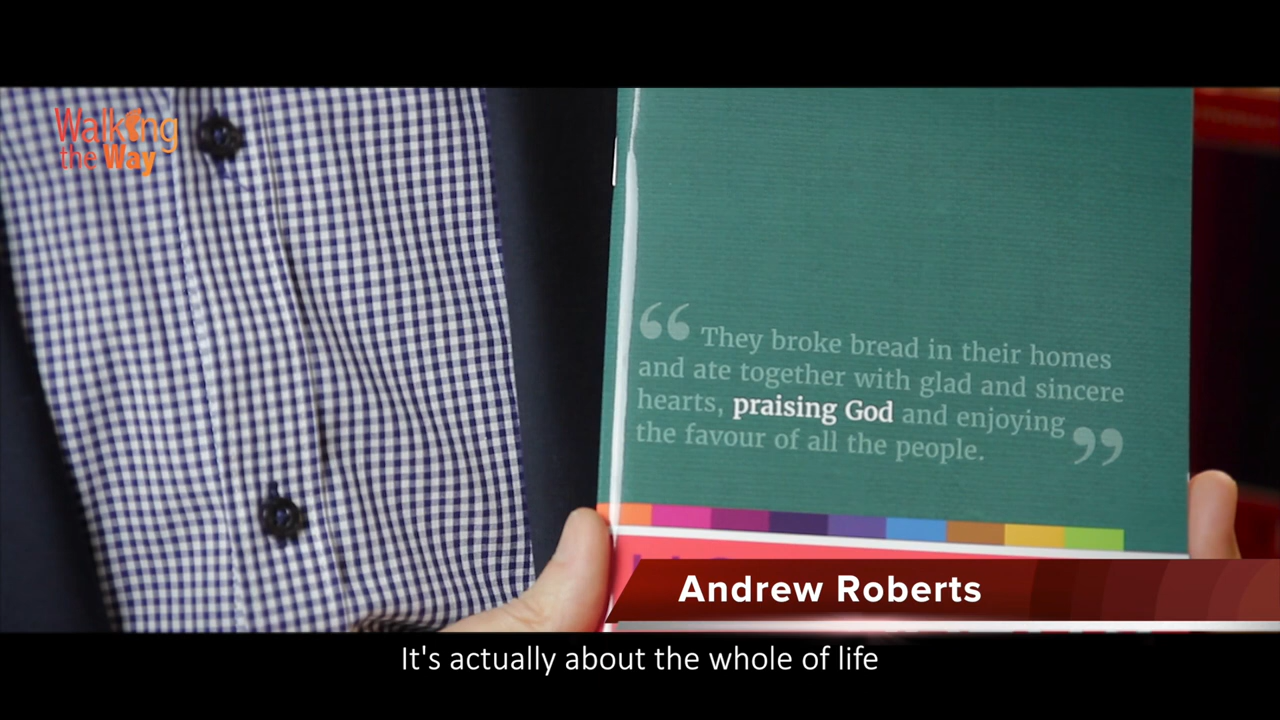 Walking
the Way
“ They broke bread in their homes
and ate together with glad and sincere
hearts, praising God and enjoying
the favour of all the people. ”
Andrew Roberts
It's actually about the whole of life